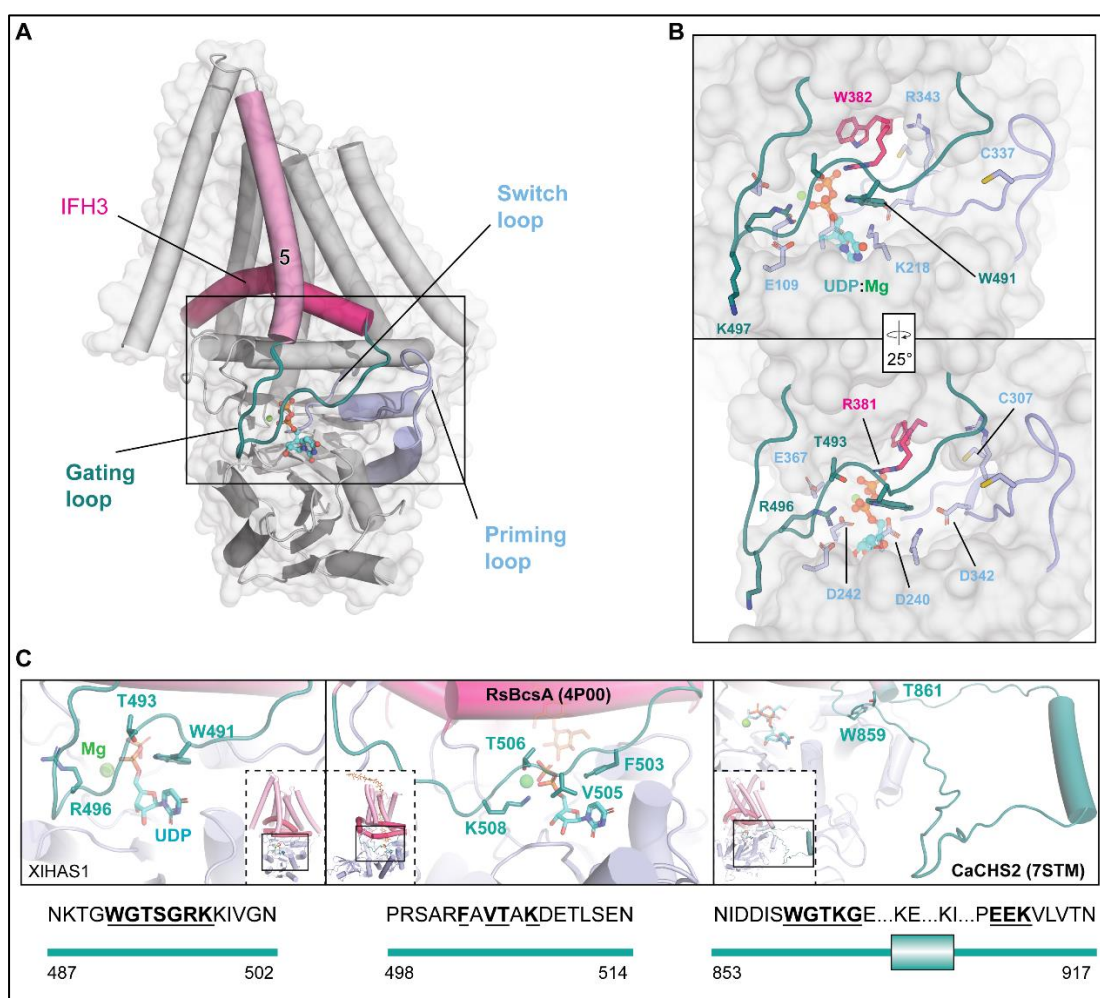 A
IFH3
5
Switch
loop
Gating
loop
Priming
loop
B
W382
R343
C337
E109
UDP:Mg
K218
W491
K497
25°
R381
C307
T493
E367
R496
D242
D240
D342
C
T493
W491
Mg
R496
UDP
XlHAS1
RsBcsA (4P00)
T506
F503
V505
K508
T861
W859
CaCHS2 (7STM)
NKTGWGTSGRKKIVGN
487
502
PRSARFAVTAKDETLSEN
498
514
NIDDISWGTKGE...KE...KI...PEEKVLVTN
853
917